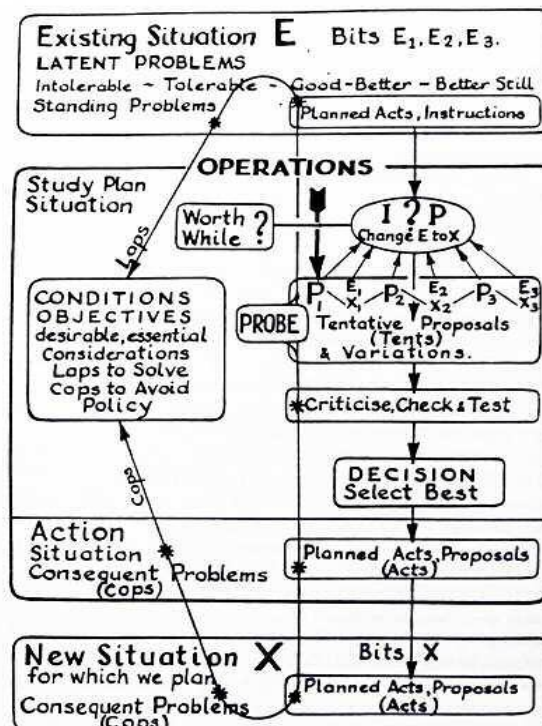 Existing Situation E Bits E1, E2, E3.
LATENT PROBLEMS
Intolerable ~ Tolerable ~ Good-Better - Better Still
Standing Problems
Planned Acts, Instructions
OPERATIONS
Study Plan
Situation
Worth
While ?
I ? P
Change E to X
Laps
CONDITIONS
OBJECTIVES
desirable, essential
Considerations
Laps to Solve
Cops to Avoid
Policy
PROBE
P1 E1 X1 P2 E2 X2 P3 E3 X3
Tentative Proposals
(Tents)
& Variations.
Criticise, Check & Test
DECISION
Select Best
Cops
Action
Situation
Consequent Problems
(Cops)
Planned Acts, Proposals
(Acts)
New Situation X Bits X
for which we plan
Consequent Problems
(Cops)
Planned Acts, Proposals
(Acts)